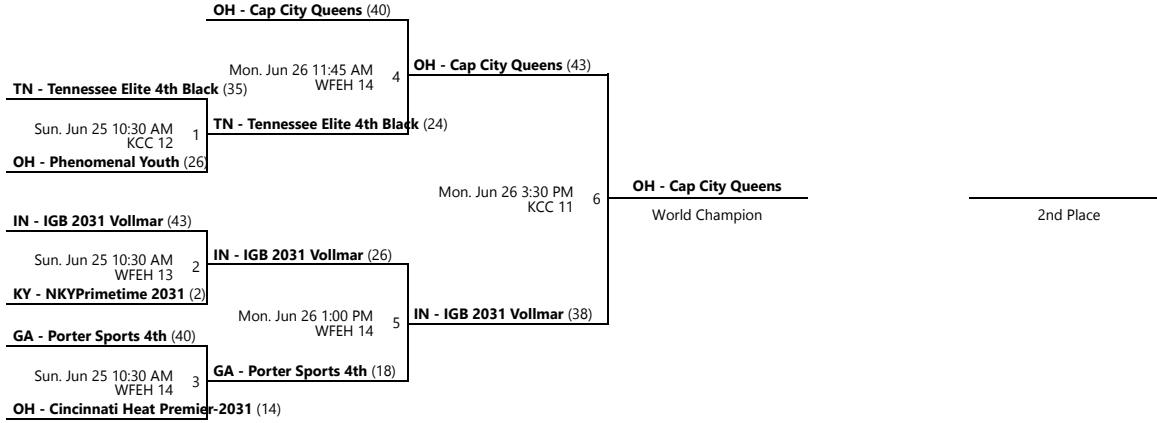 OH - Cap City Queens (40)
Mon. Jun 26 11:45 AM
WFEH 14
4
OH - Cap City Queens (43)
TN - Tennessee Elite 4th Black (35)
Sun. Jun 25 10:30 AM
KCC 12
1
TN - Tennessee Elite 4th Black (24)
OH - Phenomenal Youth (26)
Mon. Jun 26 3:30 PM
KCC 11
6
OH - Cap City Queens
World Champion
2nd Place
IN - IGB 2031 Vollmar (43)
Sun. Jun 25 10:30 AM
WFEH 13
2
IN - IGB 2031 Vollmar (26)
KY - NKYPrimetime 2031 (2)
Mon. Jun 26 1:00 PM
WFEH 14
5
IN - IGB 2031 Vollmar (38)
GA - Porter Sports 4th (40)
Sun. Jun 25 10:30 AM
WFEH 14
3
GA - Porter Sports 4th (18)
OH - Cincinnati Heat Premier-2031 (14)